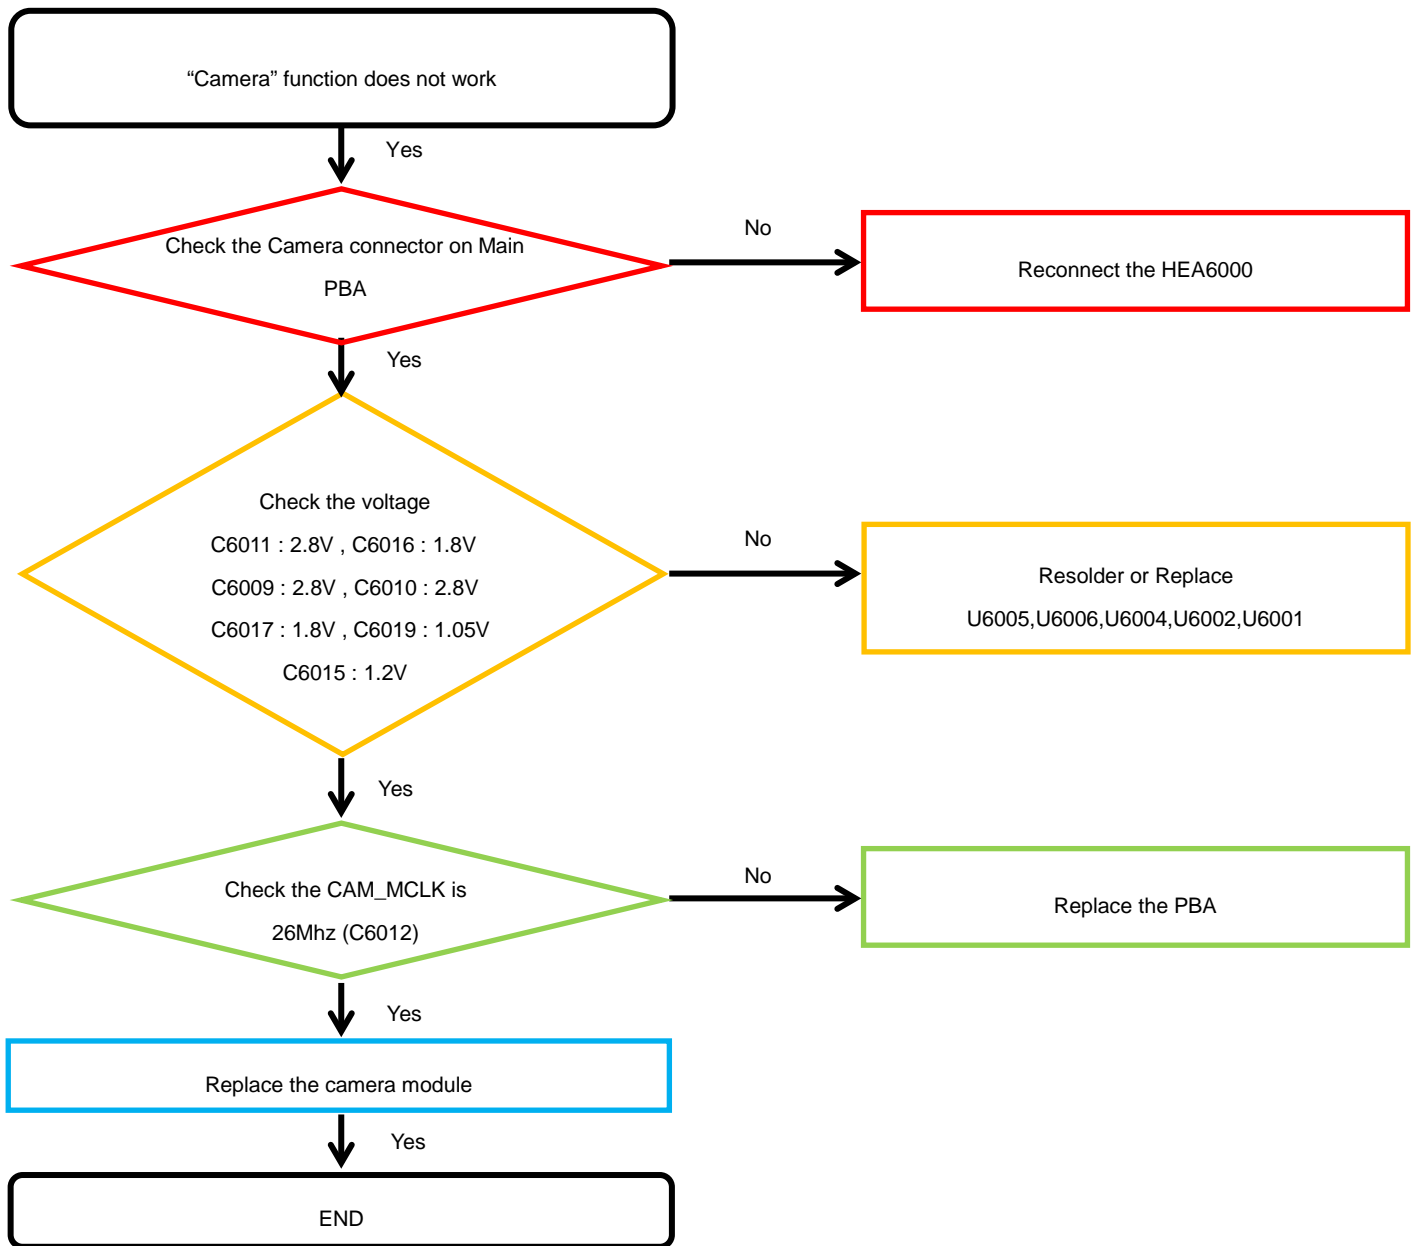 “Camera” function does not work
Yes
Check the Camera connector on Main
PBA
No
Reconnect the HEA6000
Yes
Check the voltage
C6011 : 2.8V , C6016 : 1.8V
C6009 : 2.8V , C6010 : 2.8V
C6017 : 1.8V , C6019 : 1.05V
C6015 : 1.2V
No
Resolder or Replace
U6005,U6006,U6004,U6002,U6001
Yes
Check the CAM_MCLK is
26Mhz (C6012)
No
Replace the PBA
Yes
Replace the camera module
Yes
END